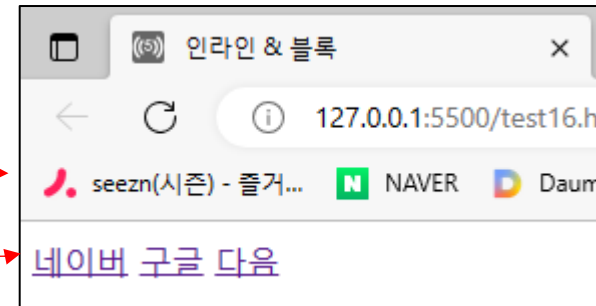 인라인 & 블록
127.0.0.1:5500/test16.h
seezn(시즌) - 즐거... N NAVER D Daum
네이버 구글 다음